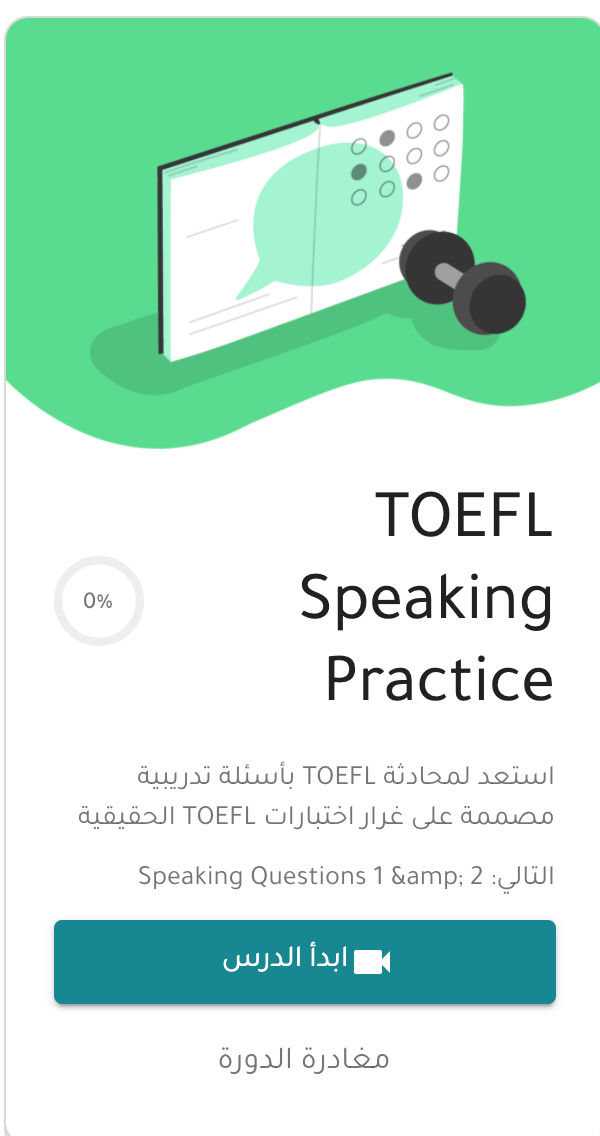 TOEFL
Speaking
Practice
0%
استعد لمحادثة TOEFL بأسئلة تدريبية
مصممة على غرار اختبارات TOEFL الحقيقية
التالي: Speaking Questions 1 &amp; 2
ابدأ الدرس
مغادرة الدورة